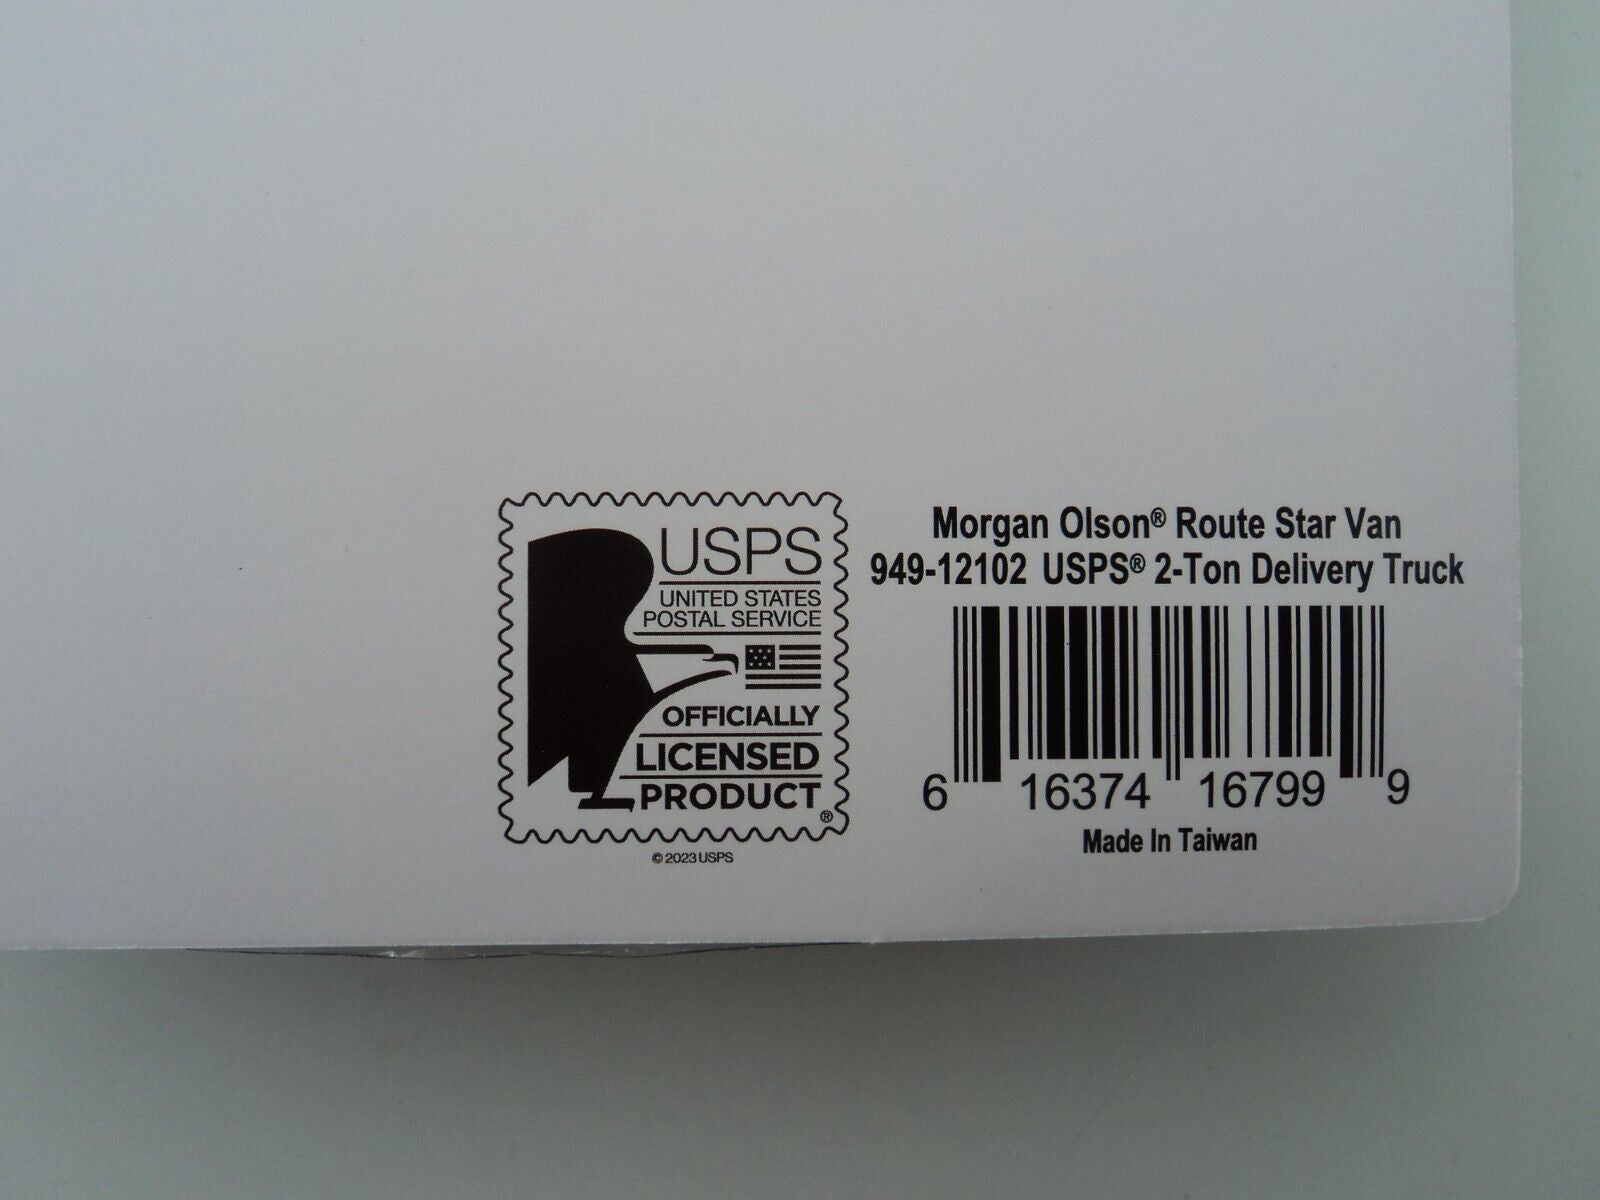 USPS
UNITED STATES
POSTAL SERVICE
OFFICIALLY
LICENSED
PRODUCT
®
© 2023 USPS
Morgan Olson® Route Star Van
949-12102 USPS® 2-Ton Delivery Truck
6 16374 16799 9
Made In Taiwan